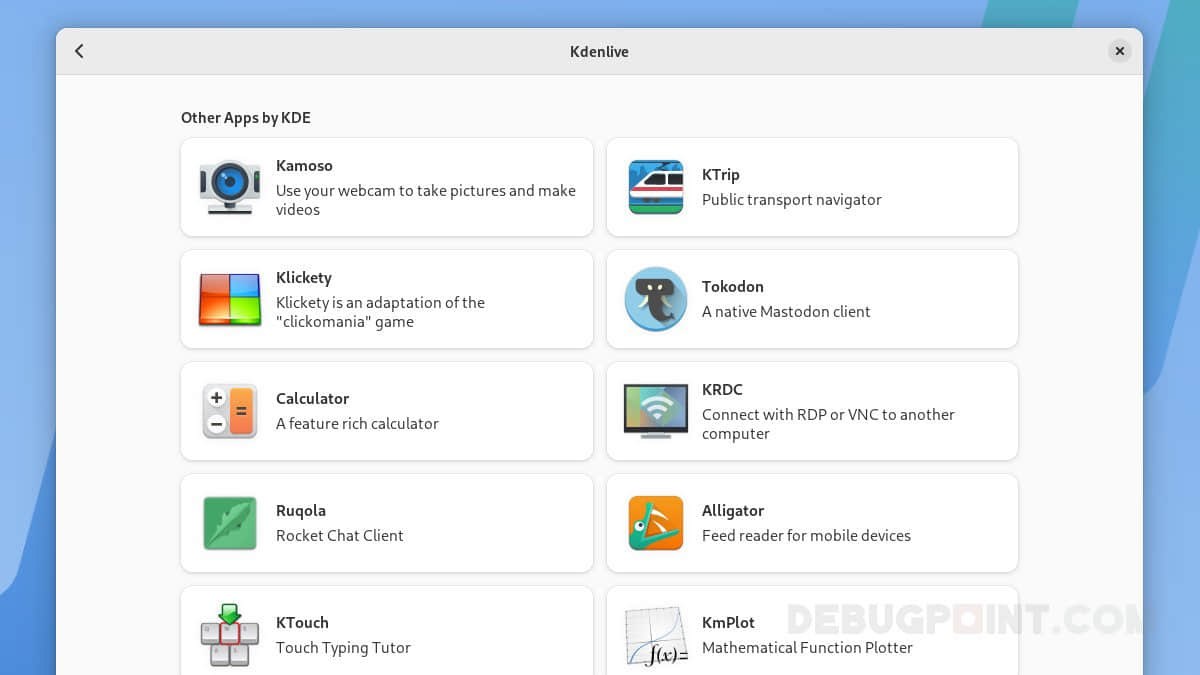 Kdenlive
Other Apps by KDE
Kamoso
Use your webcam to take pictures and make
videos
KTrip
Public transport navigator
Klickety
Klickety is an adaptation of the
"clickomania" game
Tokodon
A native Mastodon client
Calculator
A feature rich calculator
KRDC
Connect with RDP or VNC to another
computer
Ruqola
Rocket Chat Client
Alligator
Feed reader for mobile devices
KTouch
Touch Typing Tutor
f(x)=
KmPlot
Mathematical Function Plotter
DEBUGPOINT.COM